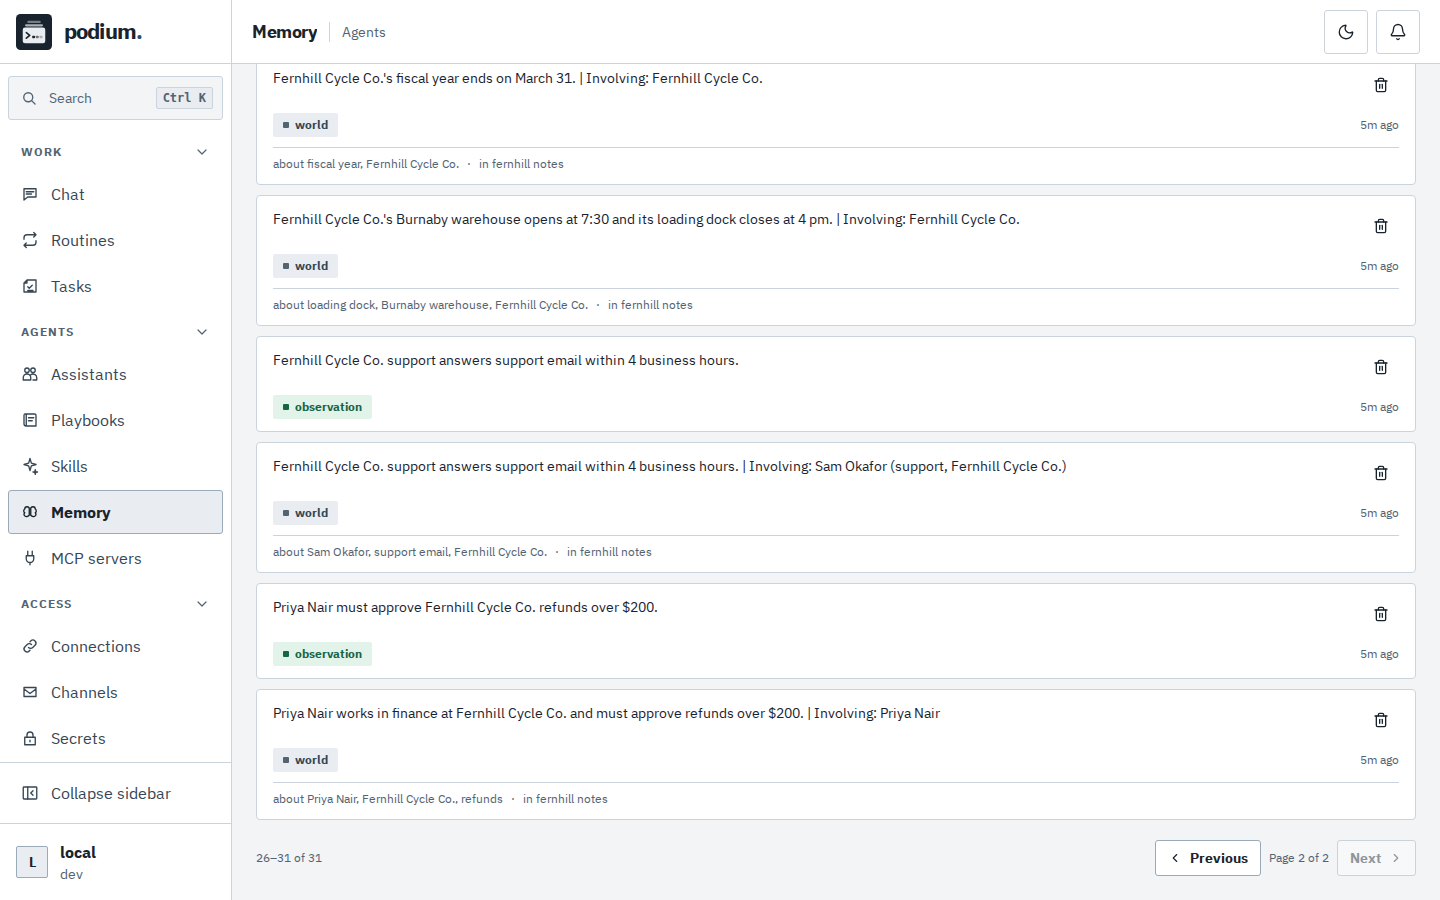 podium.
Search
Ctrl K
WORK
Chat
Routines
Tasks
AGENTS
Assistants
Playbooks
Skills
Memory
MCP servers
ACCESS
Connections
Channels
Secrets
Collapse sidebar
L
local
dev
Memory
Agents
Fernhill Cycle Co.'s fiscal year ends on March 31. | Involving: Fernhill Cycle Co.
world
5m ago
about fiscal year, Fernhill Cycle Co. · in fernhill notes
Fernhill Cycle Co.'s Burnaby warehouse opens at 7:30 and its loading dock closes at 4 pm. | Involving: Fernhill Cycle Co.
world
5m ago
about loading dock, Burnaby warehouse, Fernhill Cycle Co. · in fernhill notes
Fernhill Cycle Co. support answers support email within 4 business hours.
observation
5m ago
Fernhill Cycle Co. support answers support email within 4 business hours. | Involving: Sam Okafor (support, Fernhill Cycle Co.)
world
5m ago
about Sam Okafor, support email, Fernhill Cycle Co. · in fernhill notes
Priya Nair must approve Fernhill Cycle Co. refunds over $200.
observation
5m ago
Priya Nair works in finance at Fernhill Cycle Co. and must approve refunds over $200. | Involving: Priya Nair
world
5m ago
about Priya Nair, Fernhill Cycle Co., refunds · in fernhill notes
26–31 of 31
Previous
Page 2 of 2
Next